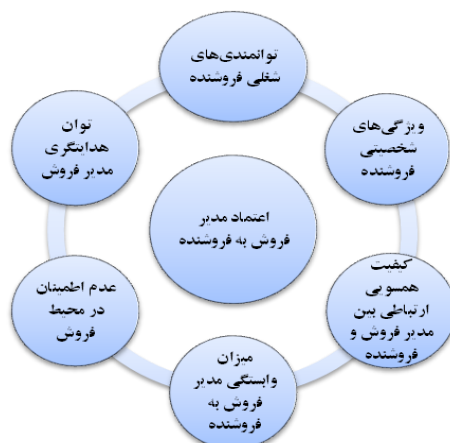 توانمندی‌های
شغلی فروشنده
ویژگی‌های
شخصیتی
فروشنده
کیفیت
همسویی
ارتباطی بین
مدیر فروش و
فروشنده
میزان
وابستگی مدیر
فروش به
فروشنده
عدم اطمینان
در محیط
فروش
توان
هدایتگری
مدیر فروش
اعتماد مدیر
فروش به فروشنده